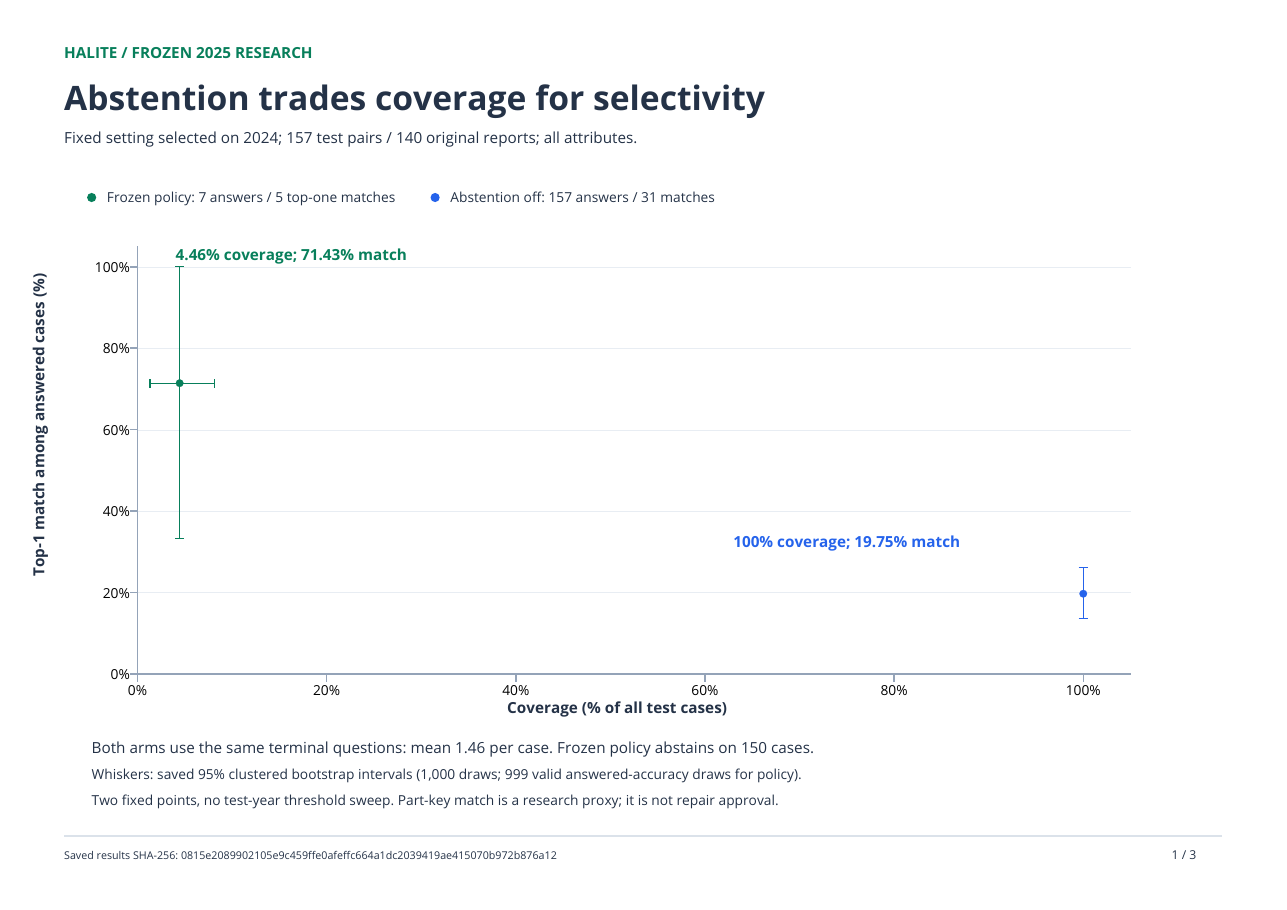 HALITE / FROZEN 2025 RESEARCH
Abstention trades coverage for selectivity
Fixed setting selected on 2024; 157 test pairs / 140 original reports; all attributes.
Frozen policy: 7 answers / 5 top-one matches
Abstention off: 157 answers / 31 matches
4.46% coverage; 71.43% match
100%
80%
60%
40%
20%
0%
Top-1 match among answered cases (%)
100% coverage; 19.75% match
0%
20%
40%
60%
80%
100%
Coverage (% of all test cases)
Both arms use the same terminal questions: mean 1.46 per case. Frozen policy abstains on 150 cases.
Whiskers: saved 95% clustered bootstrap intervals (1,000 draws; 999 valid answered-accuracy draws for policy).
Two fixed points, no test-year threshold sweep. Part-key match is a research proxy; it is not repair approval.
Saved results SHA-256: 0815e2089902105e9c459ffe0afeffc664a1dc2039419ae415070b972b876a12
1 / 3